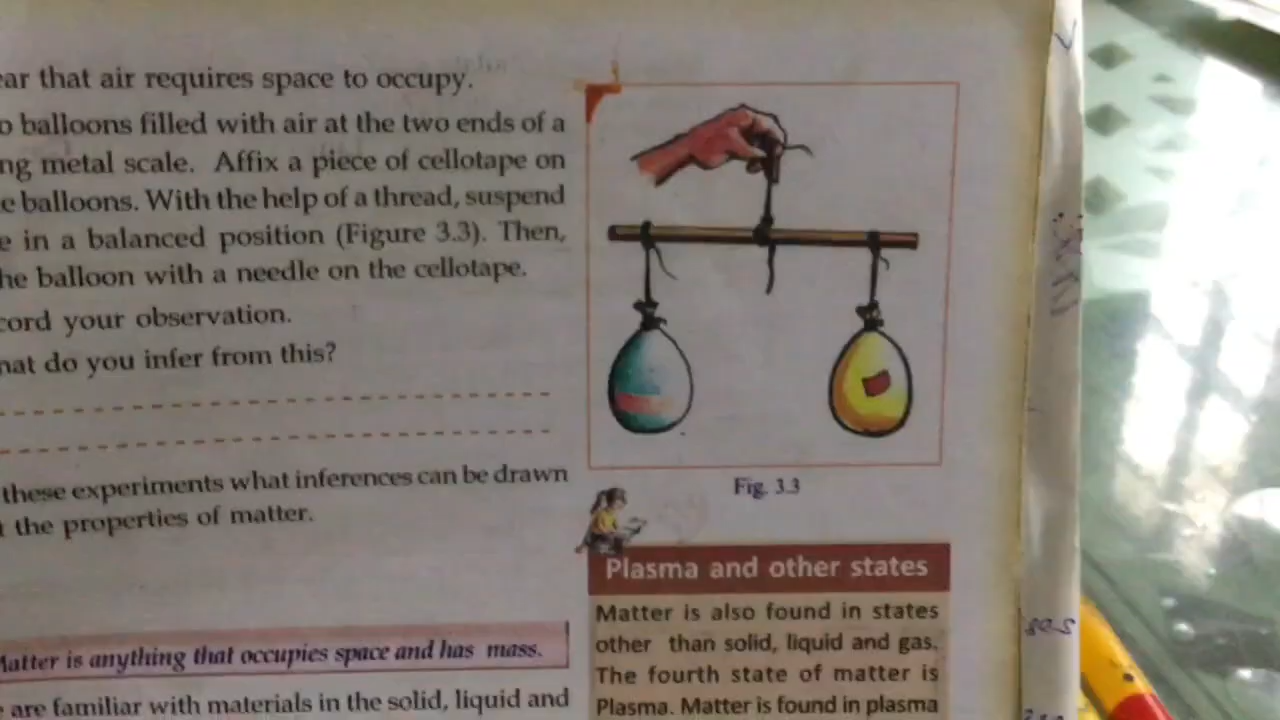 ear that air requires space to occupy.
o balloons filled with air at the two ends of a
ng metal scale. Affix a piece of cellotape on
e balloons. With the help of a thread, suspend
e in a balanced position (Figure 3.3). Then,
he balloon with a needle on the cellotape.
cord your observation.
hat do you infer from this?
these experiments what inferences can be drawn
t the properties of matter.
Matter is anything that occupies space and has mass.
e are familiar with materials in the solid, liquid and
Fig. 3.3
Plasma and other states
Matter is also found in states
other than solid, liquid and gas.
The fourth state of matter is
Plasma. Matter is found in plasma